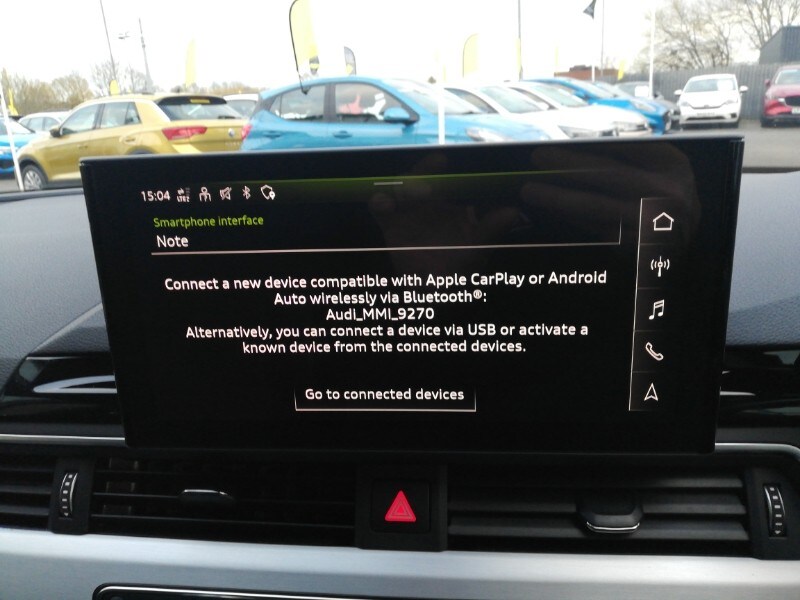 15:04
LTE
Smartphone interface
Note
Connect a new device compatible with Apple CarPlay or Android
Auto wirelessly via Bluetooth®:
Audi_MMI_9270
Alternatively, you can connect a device via USB or activate a
known device from the connected devices.
Go to connected devices